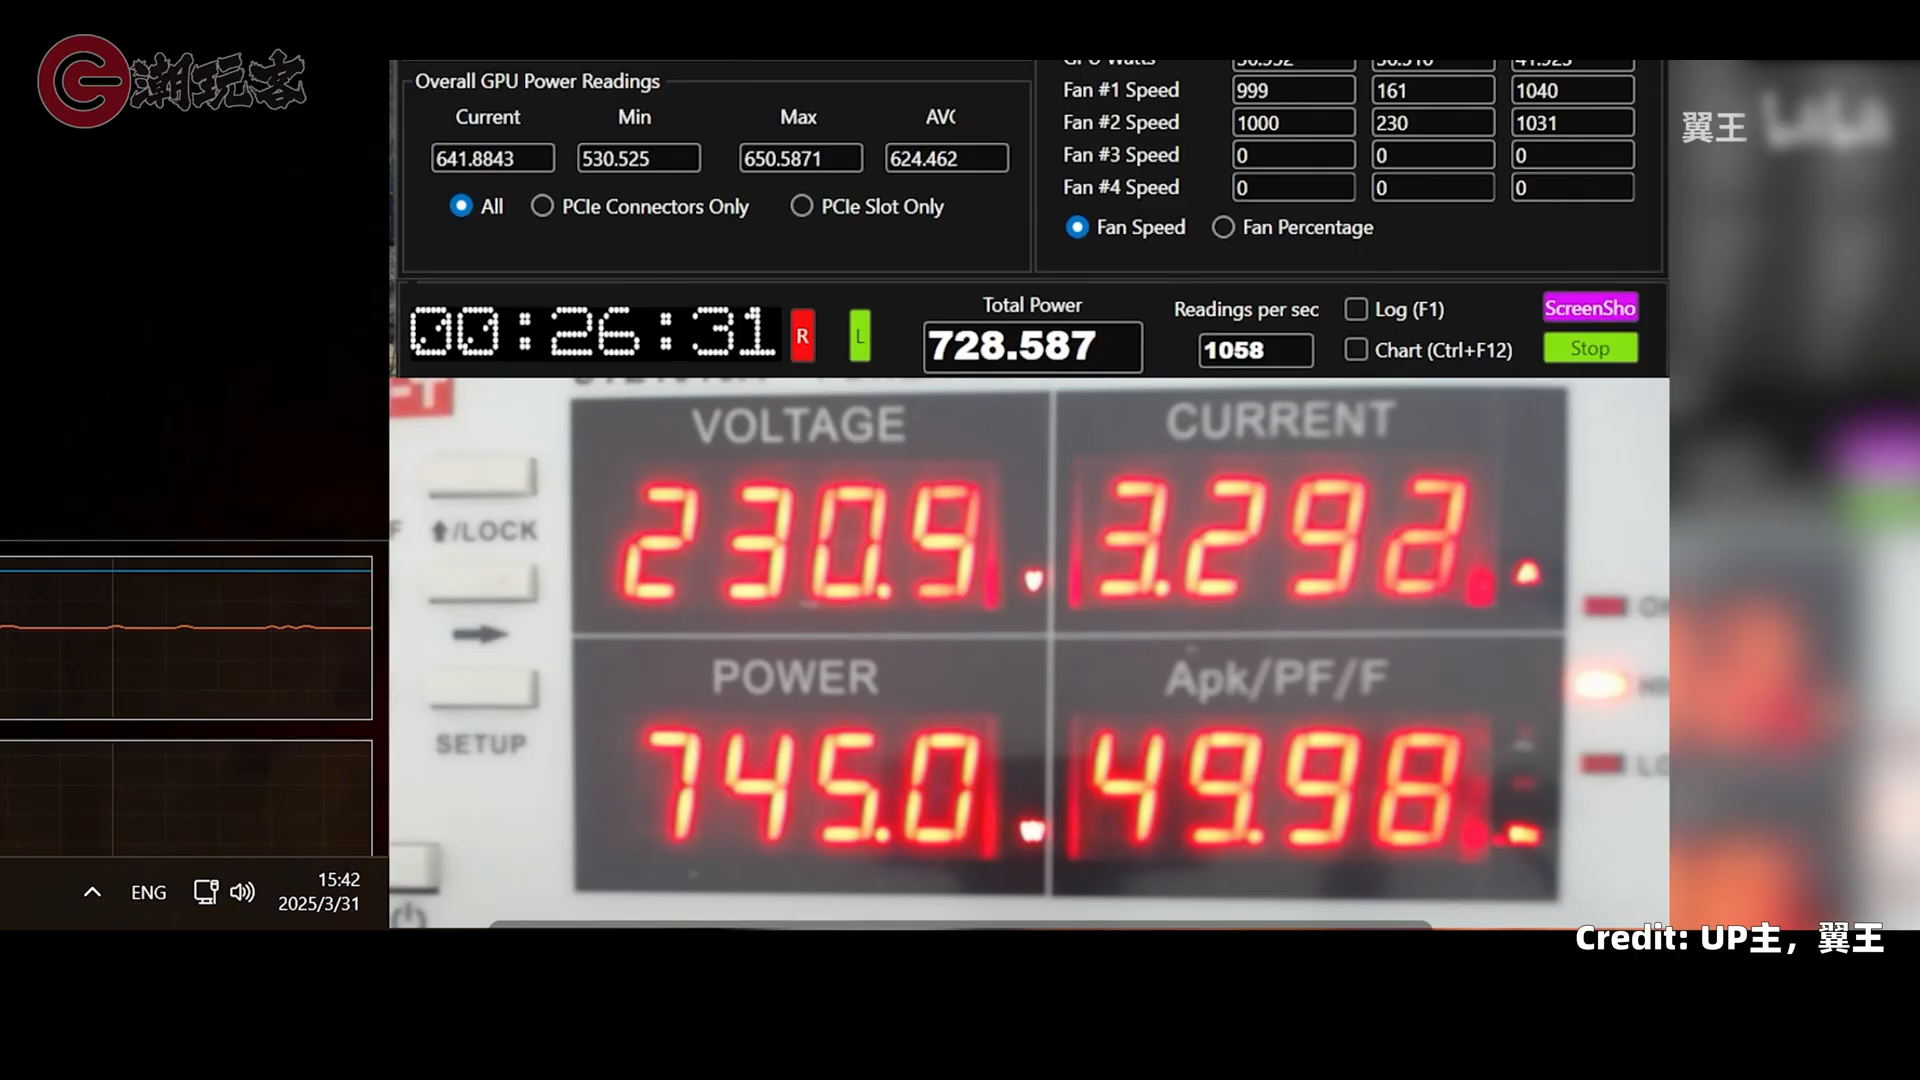 潮玩客
翼王
Overall GPU Power Readings
Current Min Max AVC
641.8843 530.525 650.5871 624.462
All PCIe Connectors Only PCIe Slot Only
Fan #1 Speed 999 161 1040
Fan #2 Speed 1000 230 1031
Fan #3 Speed 0 0 0
Fan #4 Speed 0 0 0
Fan Speed Fan Percentage
00:26:31 R L
Total Power
728.587
Readings per sec
1058
Log (F1)
Chart (Ctrl+F12)
ScreenSho
Stop
VOLTAGE CURRENT
230.9 3.292
/LOCK
POWER Apk/PF/F
745.0 49.98
SETUP
ENG
15:42
2025/3/31
Credit: UP主，翼王